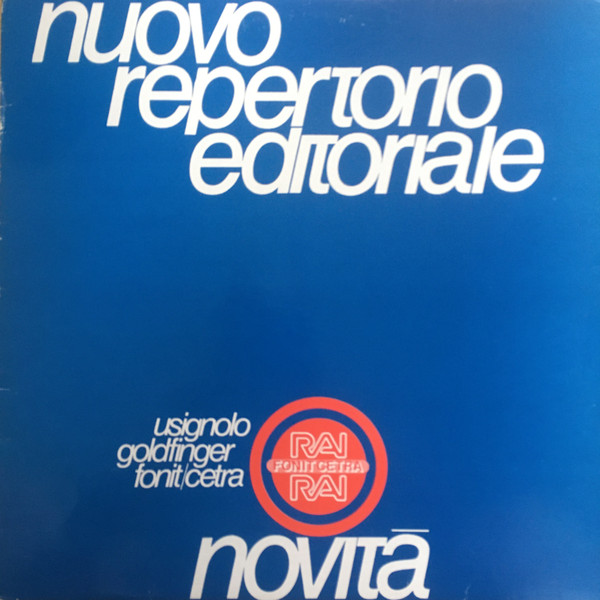 nuovo
repertorio
editoriale
usignolo
goldfinger
fonit/cetra
RAI
FONIT CETRA
RAI
novità